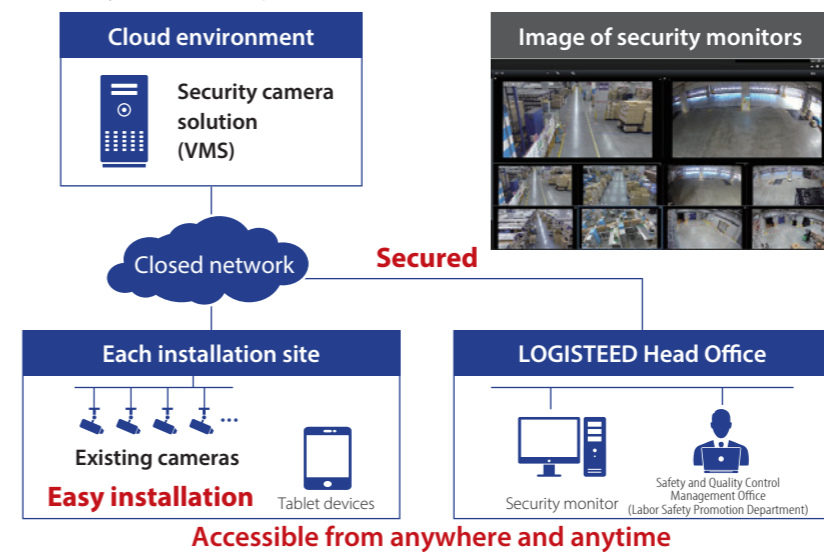 Cloud environment
Security camera
solution
(VMS)
Image of security monitors
Closed network
Secured
Each installation site
Existing cameras
Easy installation
Tablet devices
LOGISTEED Head Office
Security monitor
Safety and Quality Control
Management Office
(Labor Safety Promotion Department)
Accessible from anywhere and anytime